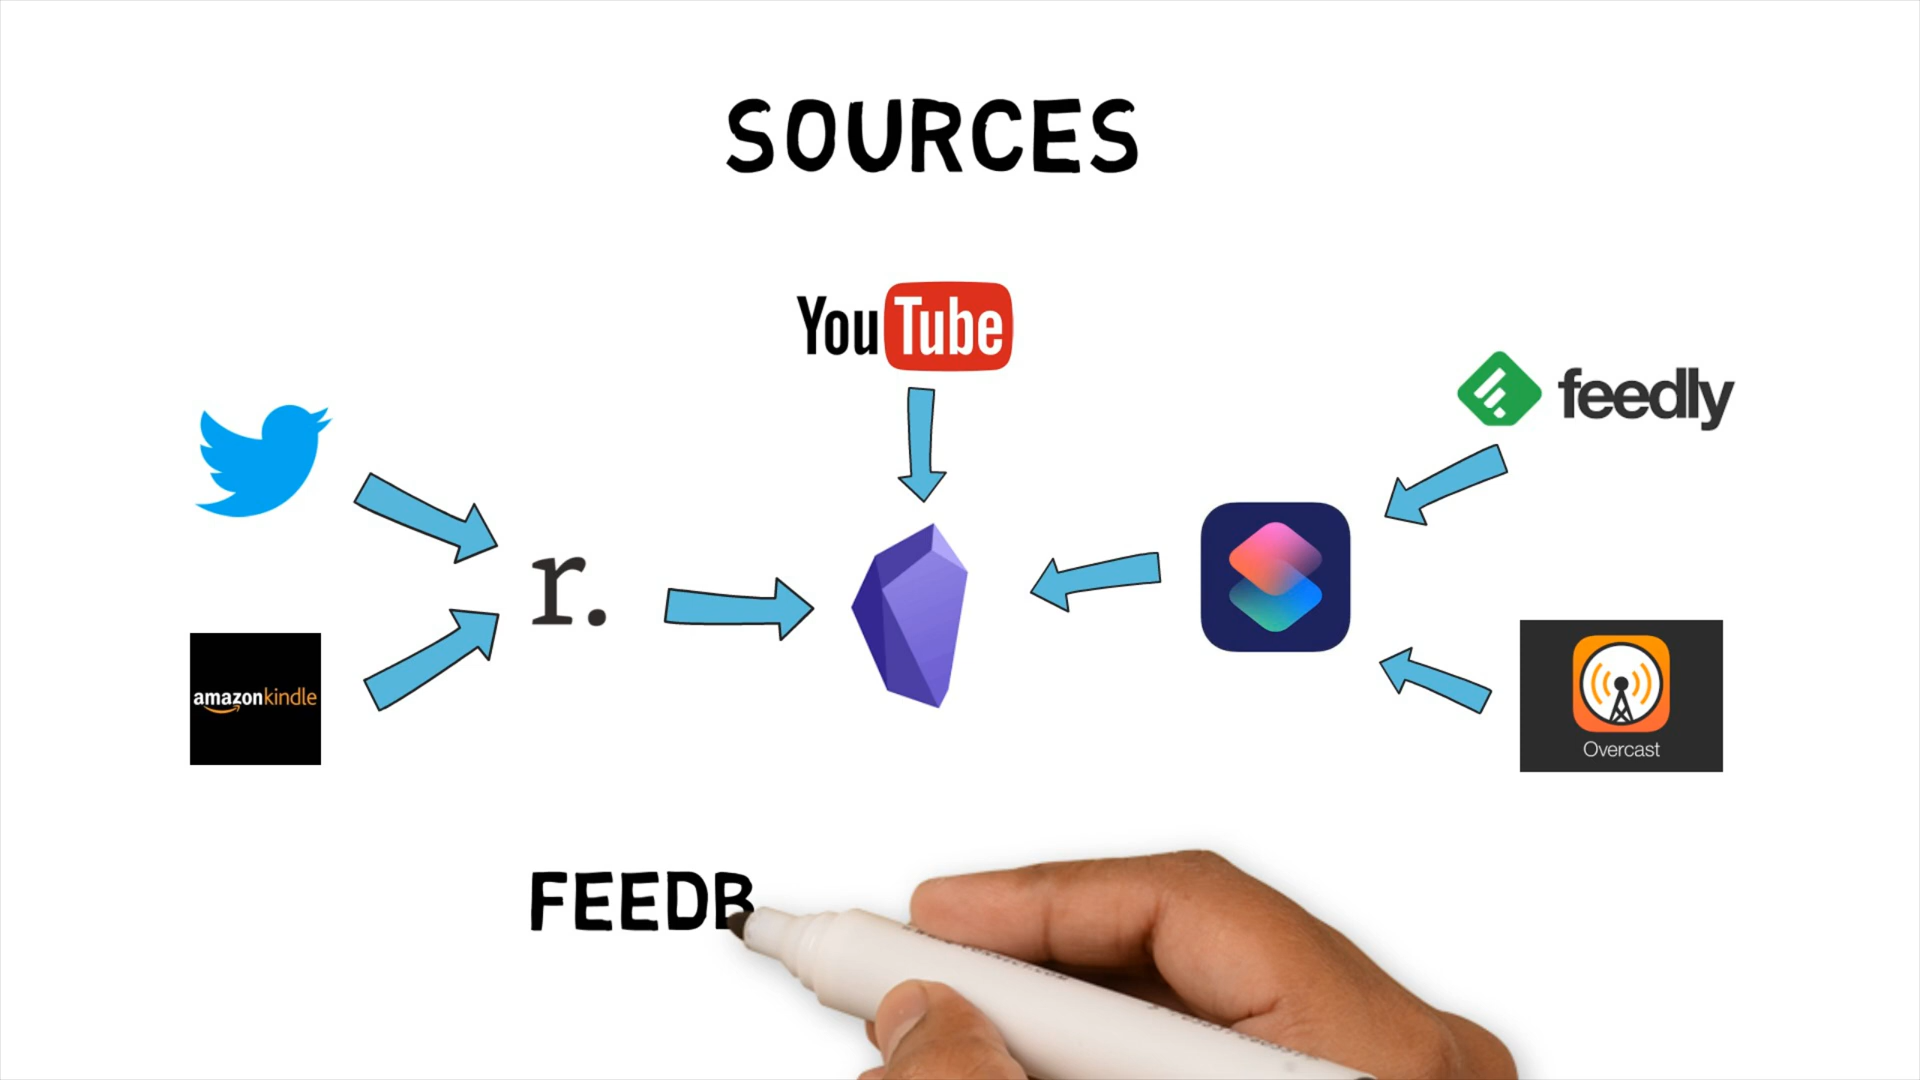 SOURCES
YouTube
feedly
r.
amazonkindle
Overcast
FEEDB